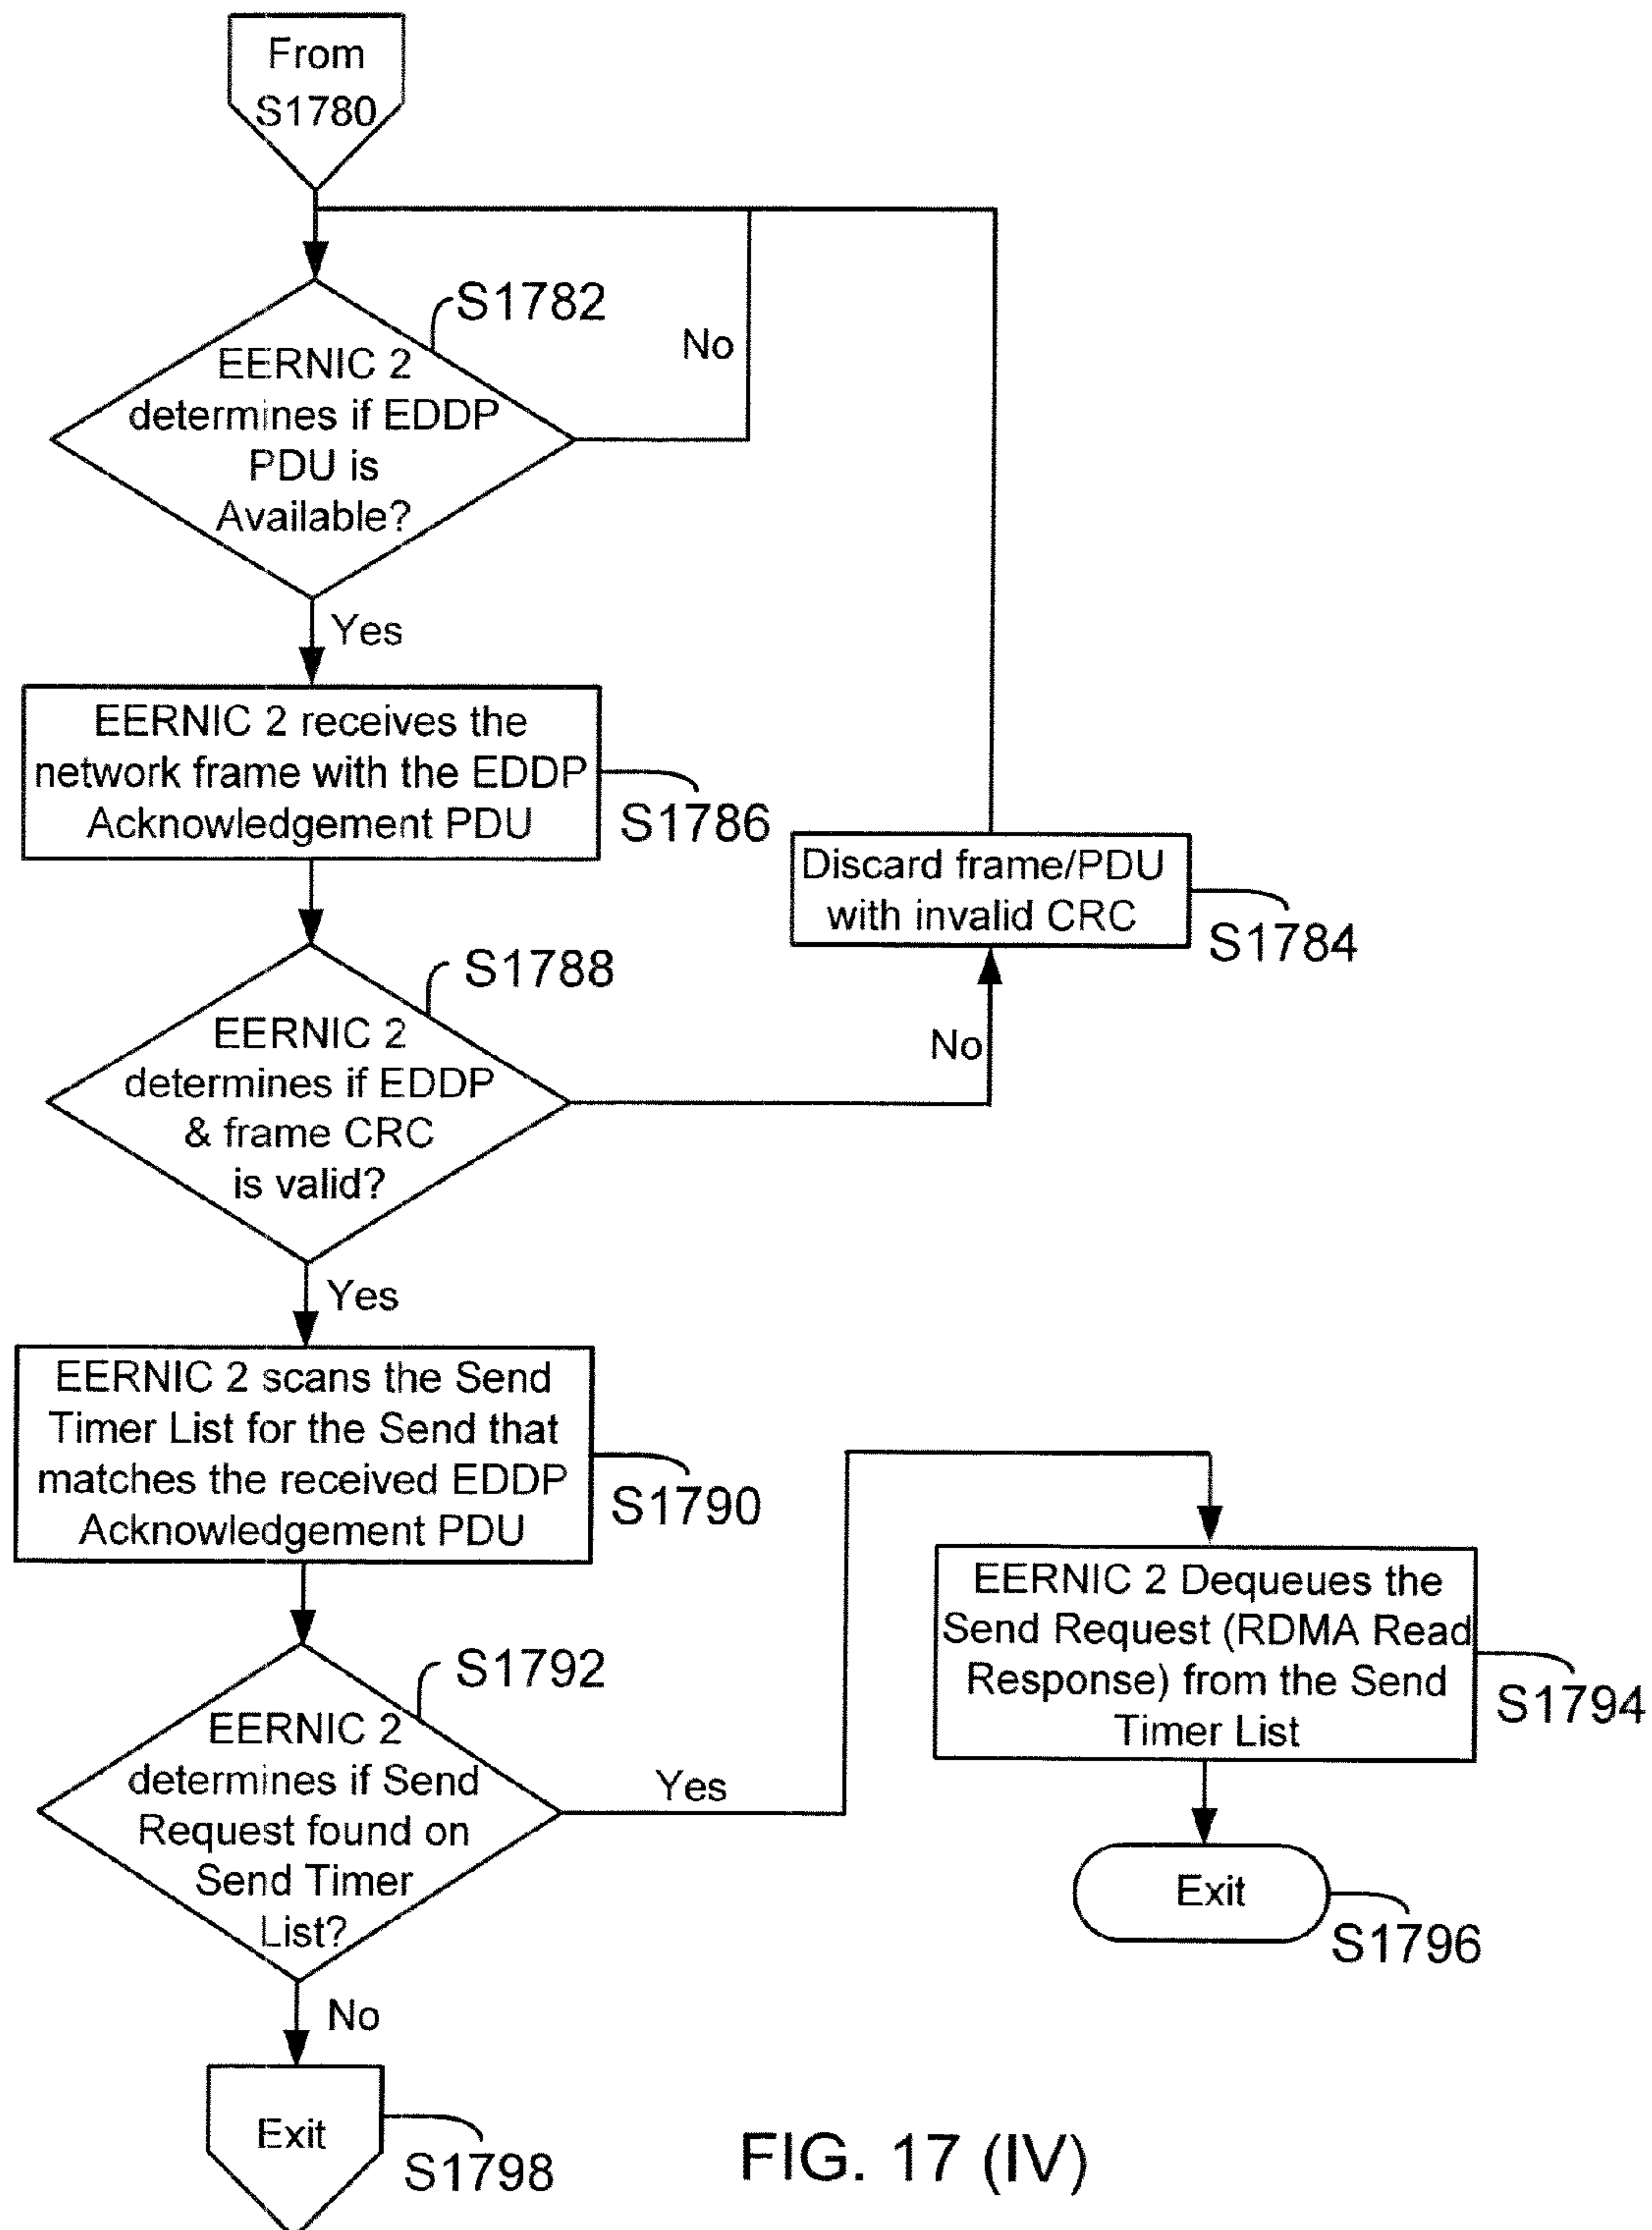 From
S1780
S1782
No
EERNIC 2
determines if EDDP
PDU is
Available?
Yes
EERNIC 2 receives the
network frame with the EDDP
Acknowledgement PDU
S1786
Discard frame/PDU
with invalid CRC
S1784
S1788
No
EERNIC 2
determines if EDDP
& frame CRC
is valid?
Yes
EERNIC 2 scans the Send
Timer List for the Send that
matches the received EDDP
Acknowledgement PDU
S1790
EERNIC 2 Dequeues the
Send Request (RDMA Read
Response) from the Send
Timer List
S1794
S1792
EERNIC 2
determines if Send
Request found on
Send Timer
List?
Yes
Exit
S1796
No
Exit
S1798
FIG. 17 (IV)